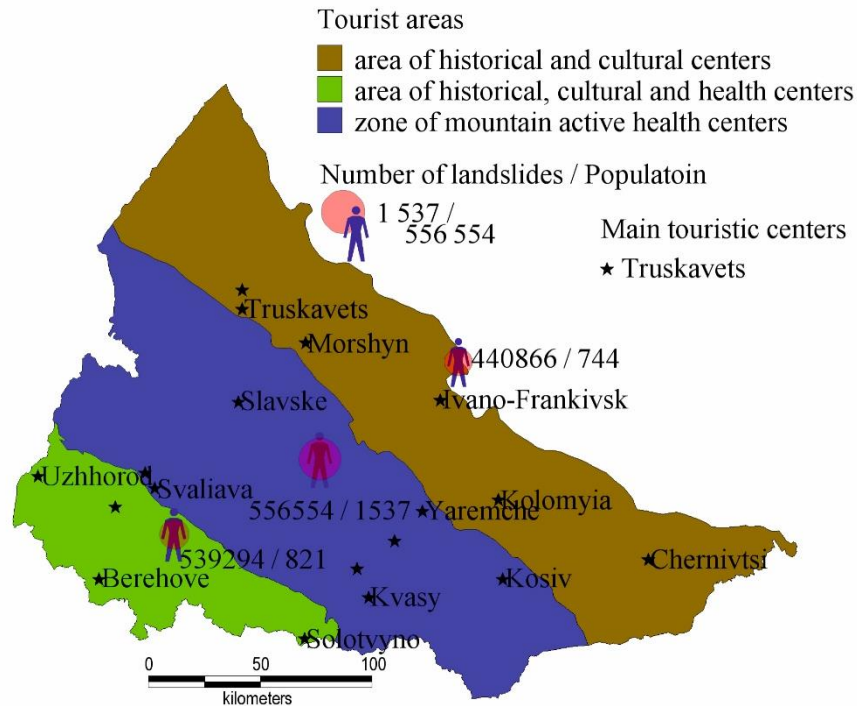 Tourist areas
area of historical and cultural centers
area of historical, cultural and health centers
zone of mountain active health centers
Number of landslides / Populatoin
1 537 /
556 554
Main touristic centers
Truskavets
Truskavets
Morshyn
440866 / 744
Slavske
Ivano-Frankivsk
Uzhhorod
Svaliava
556554 / 1537
Yaremche
Kolomyia
539294 / 821
Berehove
Kvasy
Kosiv
Chernivtsi
Solotvyno
0 50 100
kilometers